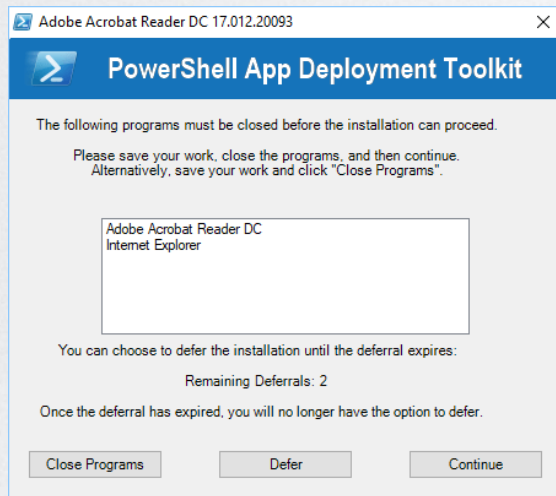 Adobe Acrobat Reader DC 17.012.20093
PowerShell App Deployment Toolkit
The following programs must be closed before the installation can proceed.
Please save your work, close the programs, and then continue.
Alternatively, save your work and click "Close Programs".
Adobe Acrobat Reader DC
Internet Explorer
You can choose to defer the installation until the deferral expires:
Remaining Deferrals: 2
Once the deferral has expired, you will no longer have the option to defer.
Close Programs
Defer
Continue